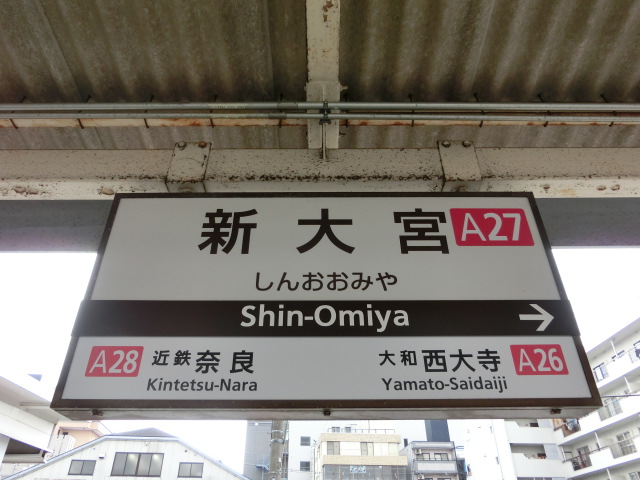 新大宮 A27
しんおおみや
Shin-Omiya →
A28 近鉄奈良 大和西大寺 A26
Kintetsu-Nara Yamato-Saidaiji